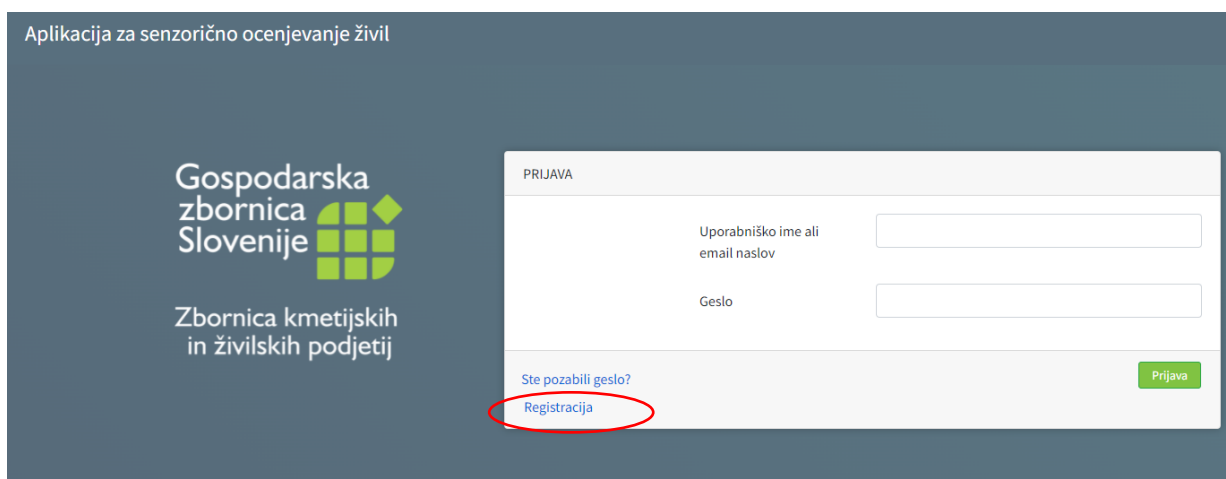 Aplikacija za senzorično ocenjevanje živil
Gospodarska
zbornica
Slovenije
Zbornica kmetijskih
in živilskih podjetij
PRIJAVA
Uporabniško ime ali
email naslov
Geslo
Ste pozabili geslo?
Prijava
Registracija